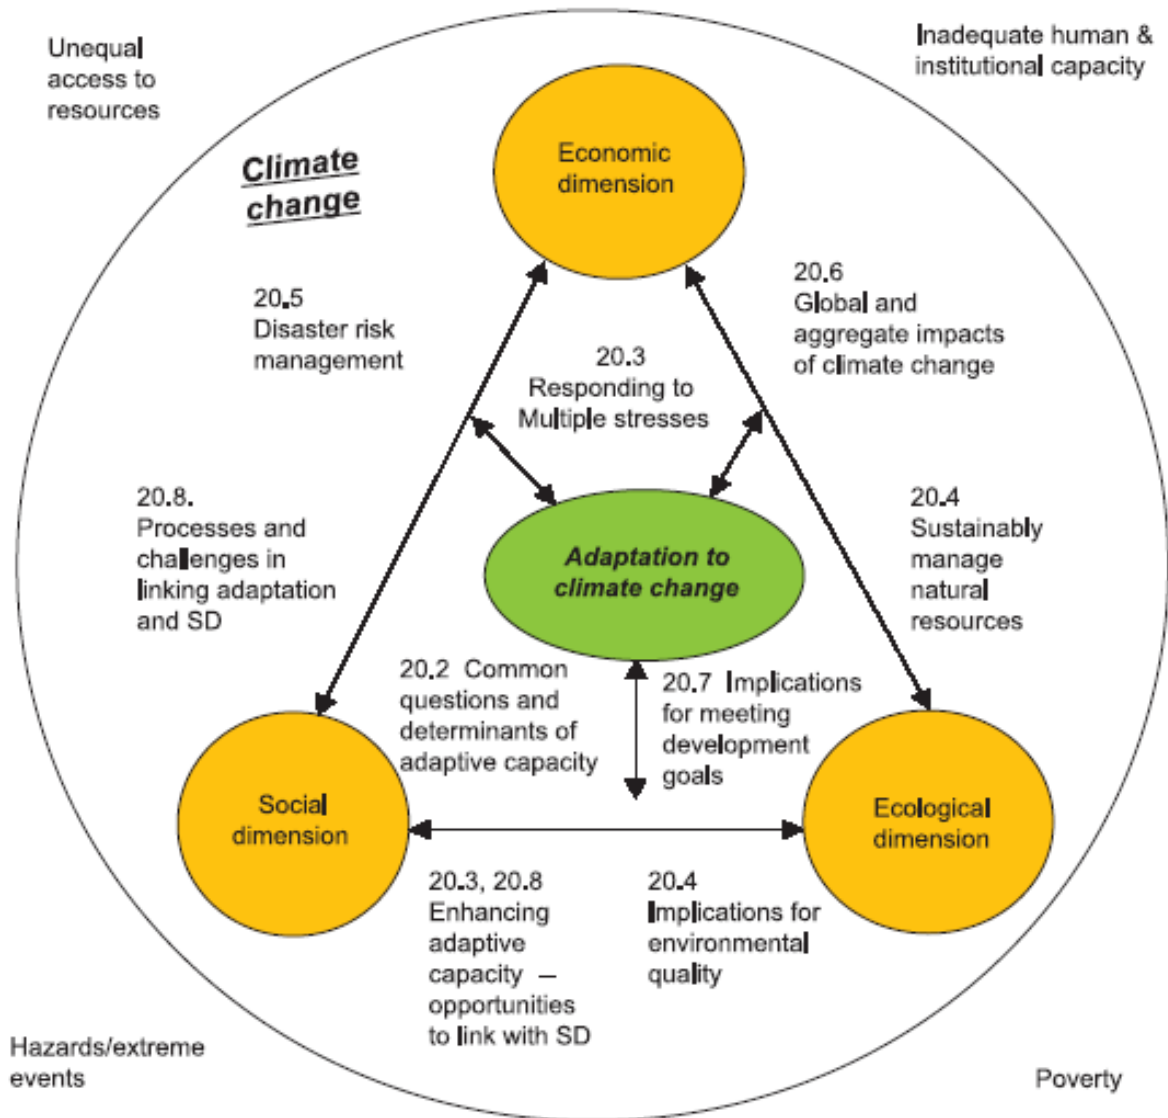 Unequal
access to
resources
Inadequate human &
institutional capacity
Climate
change
Economic
dimension
20.5
Disaster risk
management
20.6
Global and
aggregate impacts
of climate change
20.3
Responding to
Multiple stresses
20.8.
Processes and
challenges in
linking adaptation
and SD
Adaptation to
climate change
20.4
Sustainably
manage
natural
resources
20.2 Common
questions and
determinants of
adaptive capacity
20.7 Implications
for meeting
development
goals
Social
dimension
Ecological
dimension
20.3, 20.8
Enhancing
adaptive
capacity –
opportunities
to link with SD
20.4
Implications for
environmental
quality
Hazards/extreme
events
Poverty